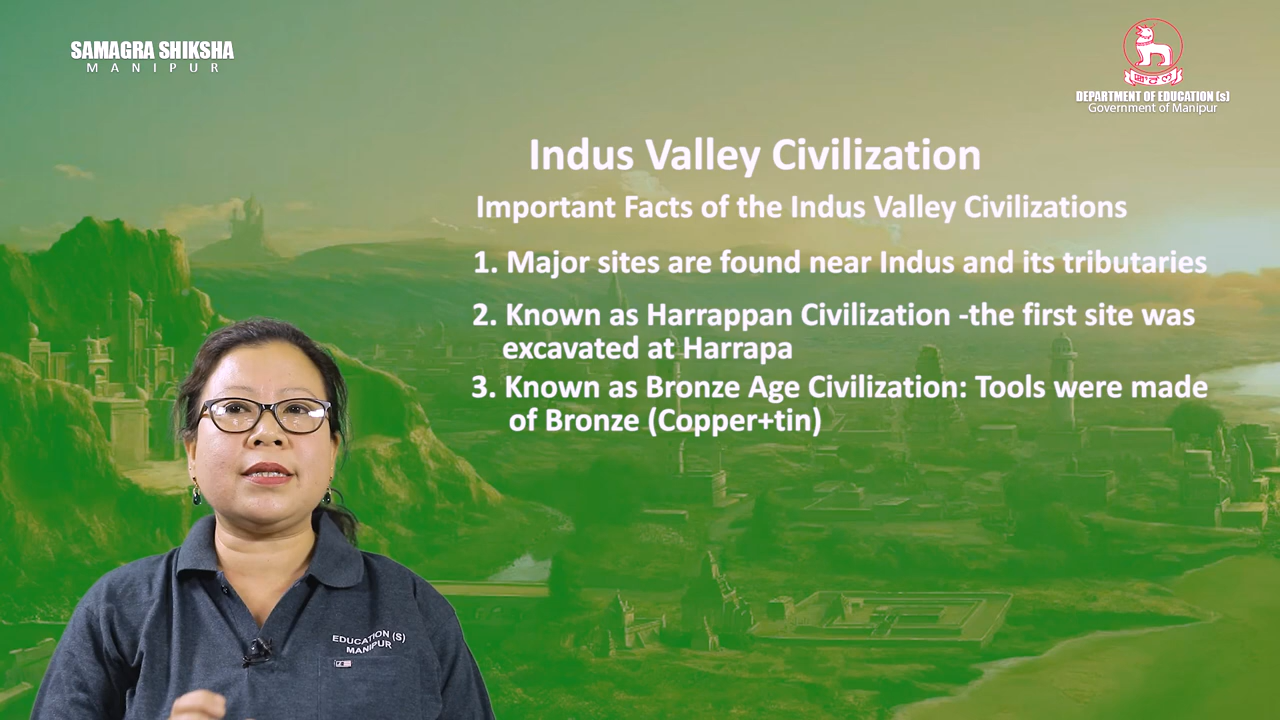 SAMAGRA SHIKSHA
MANIPUR
DEPARTMENT OF EDUCATION (s)
Government of Manipur
Indus Valley Civilization
Important Facts of the Indus Valley Civilizations
1. Major sites are found near Indus and its tributaries
2. Known as Harrappan Civilization -the first site was
excavated at Harrapa
3. Known as Bronze Age Civilization: Tools were made
of Bronze (Copper+tin)
EDUCATION (S)
MANIPUR